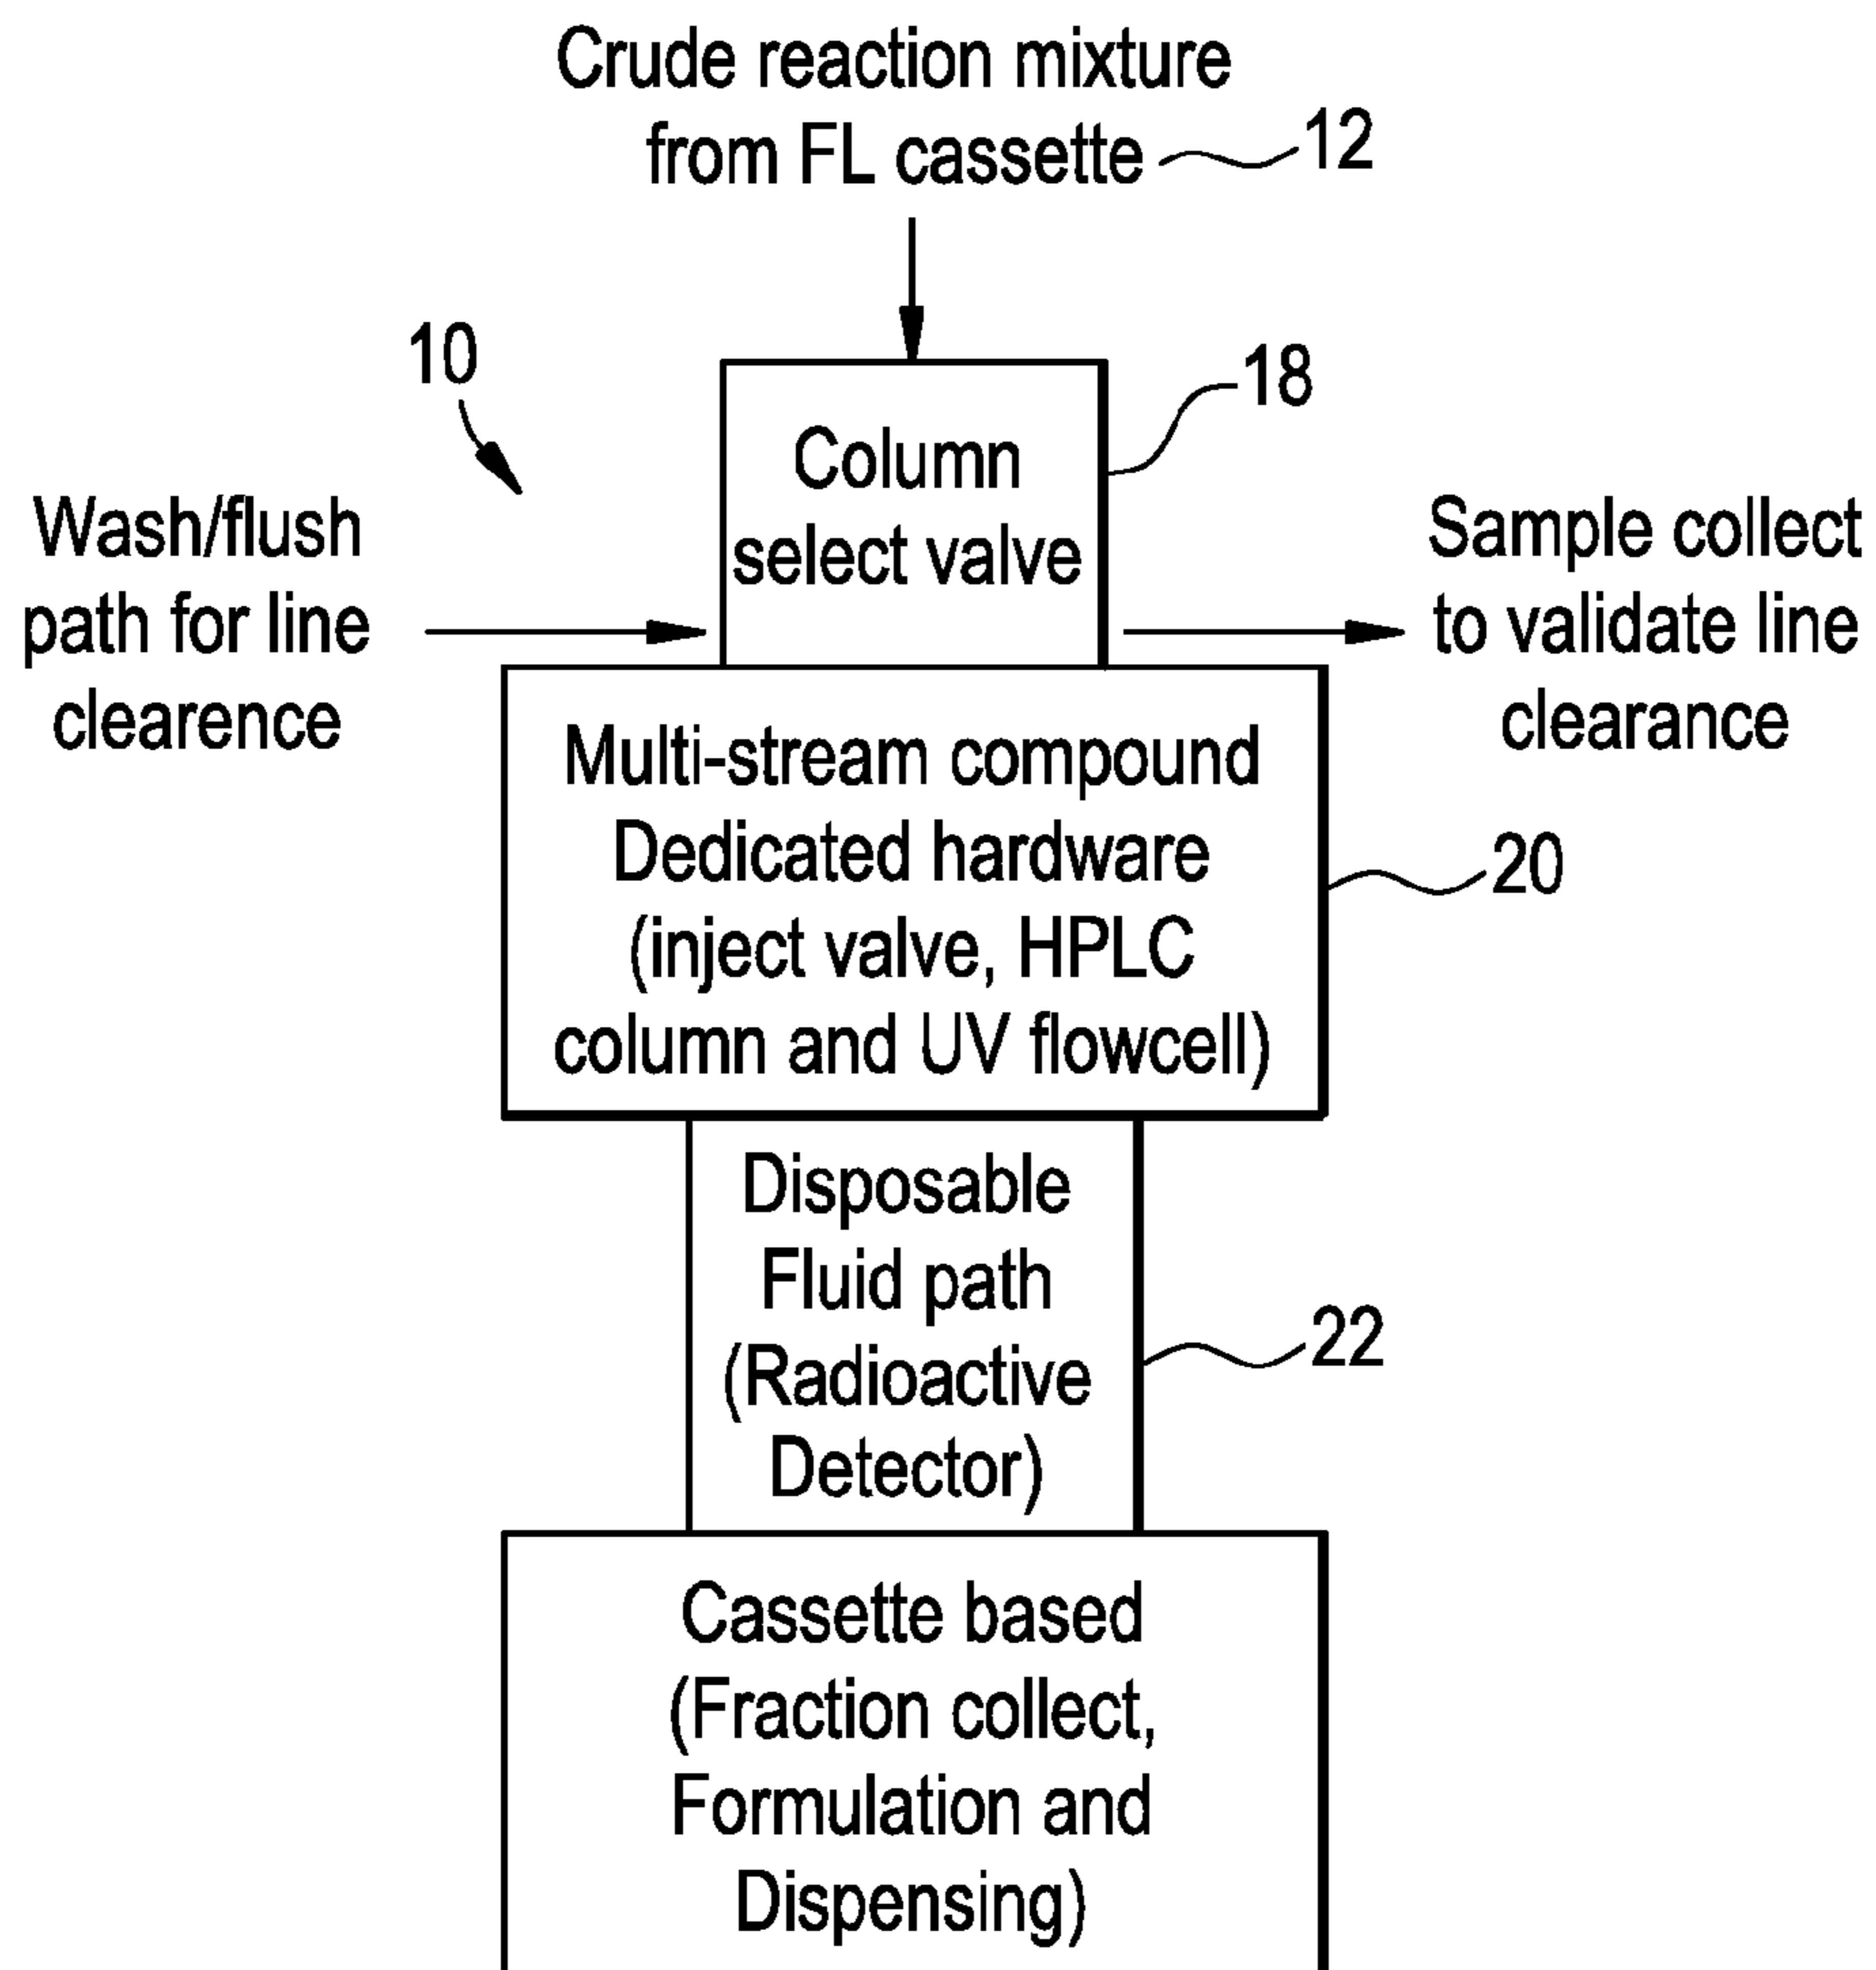 Crude reaction mixture
from FL cassette
12
10
18
Column
select valve
Wash/flush
path for line
clearence
Sample collect
to validate line
clearance
Multi-stream compound
Dedicated hardware
(inject valve, HPLC
column and UV flowcell)
20
Disposable
Fluid path
(Radioactive
Detector)
22
Cassette based
(Fraction collect,
Formulation and
Dispensing)